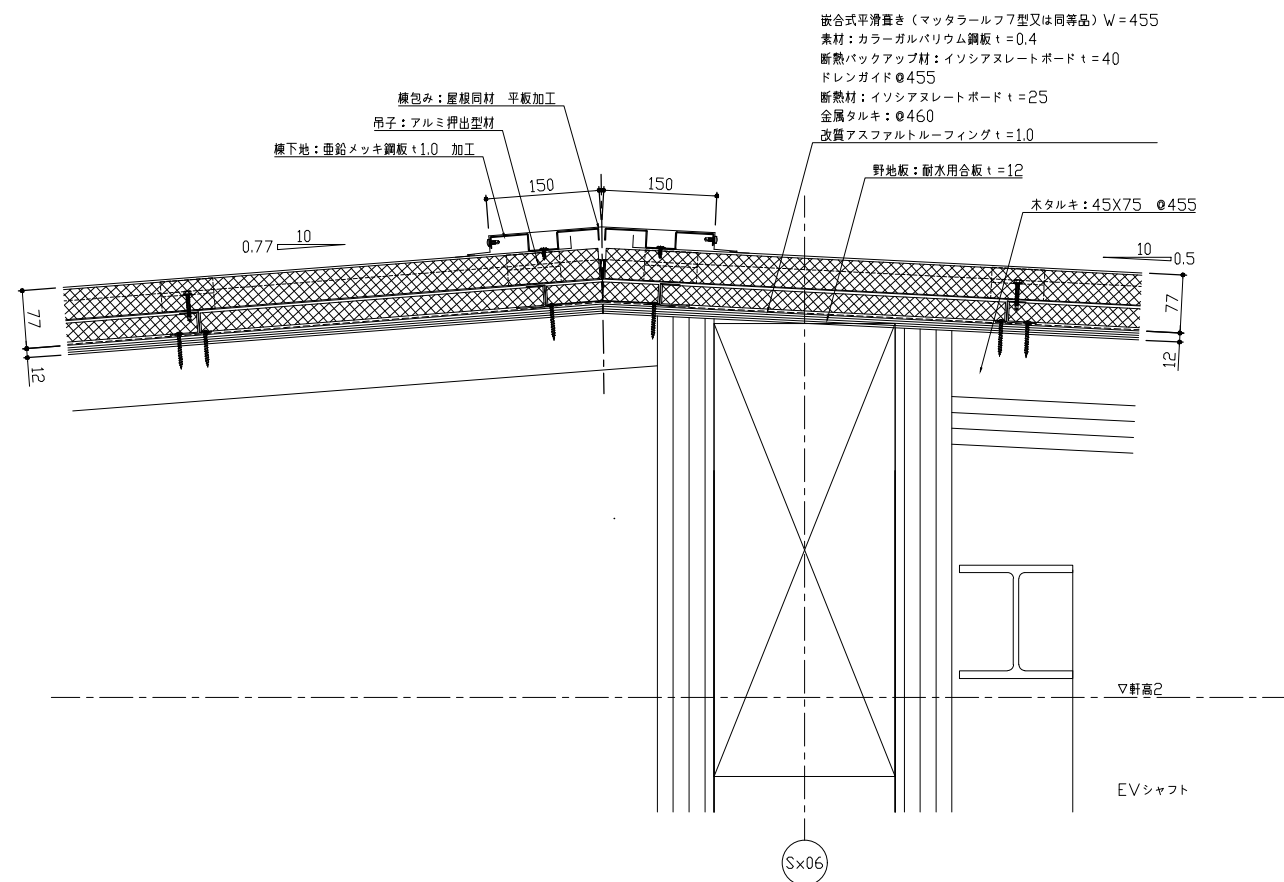 嵌合式平滑葺き（マッタラールーフ7型又は同等品）W=455
素材：カラーガルバリウム鋼板t=0.4
断熱バックアップ材：イソシアヌレートボードt=40
ドレンガイド@455
断熱材：イソシアヌレートボードt=25
金属タルキ：@460
改質アスファルトルーフィングt=1.0
棟包み：屋根同材 平板加工
吊子：アルミ押出型材
棟下地：亜鉛メッキ鋼板t1.0 加工
野地板：耐水用合板t=12
木タルキ：45X75 @455
150
150
0.77
10
10
0.5
77
12
77
12
▽軒高2
EVシャフト
Sx06